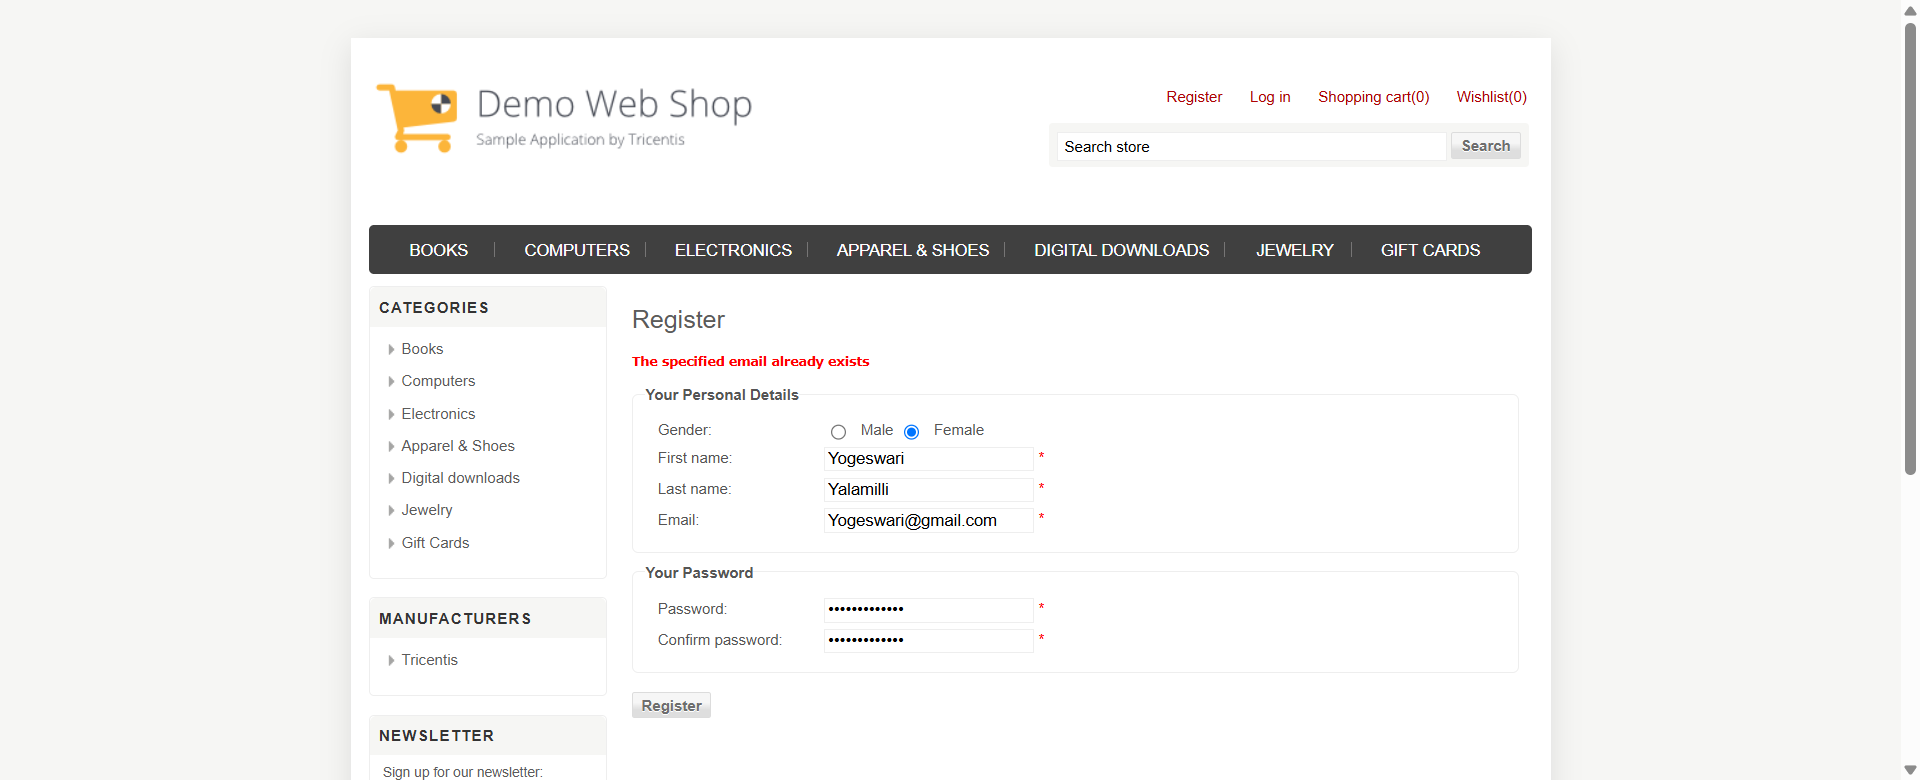 Demo Web Shop
Sample Application by Tricentis
Register Log in Shopping cart(0) Wishlist(0)
Search store Search
BOOKS COMPUTERS ELECTRONICS APPAREL & SHOES DIGITAL DOWNLOADS JEWELRY GIFT CARDS
CATEGORIES
Books
Computers
Electronics
Apparel & Shoes
Digital downloads
Jewelry
Gift Cards
MANUFACTURERS
Tricentis
NEWSLETTER
Sign up for our newsletter:
Register
The specified email already exists
Your Personal Details
Gender: Male Female
First name: Yogeswari *
Last name: Yalamilli *
Email: Yogeswari@gmail.com *
Your Password
Password: ••••••••••••• *
Confirm password: ••••••••••••• *
Register